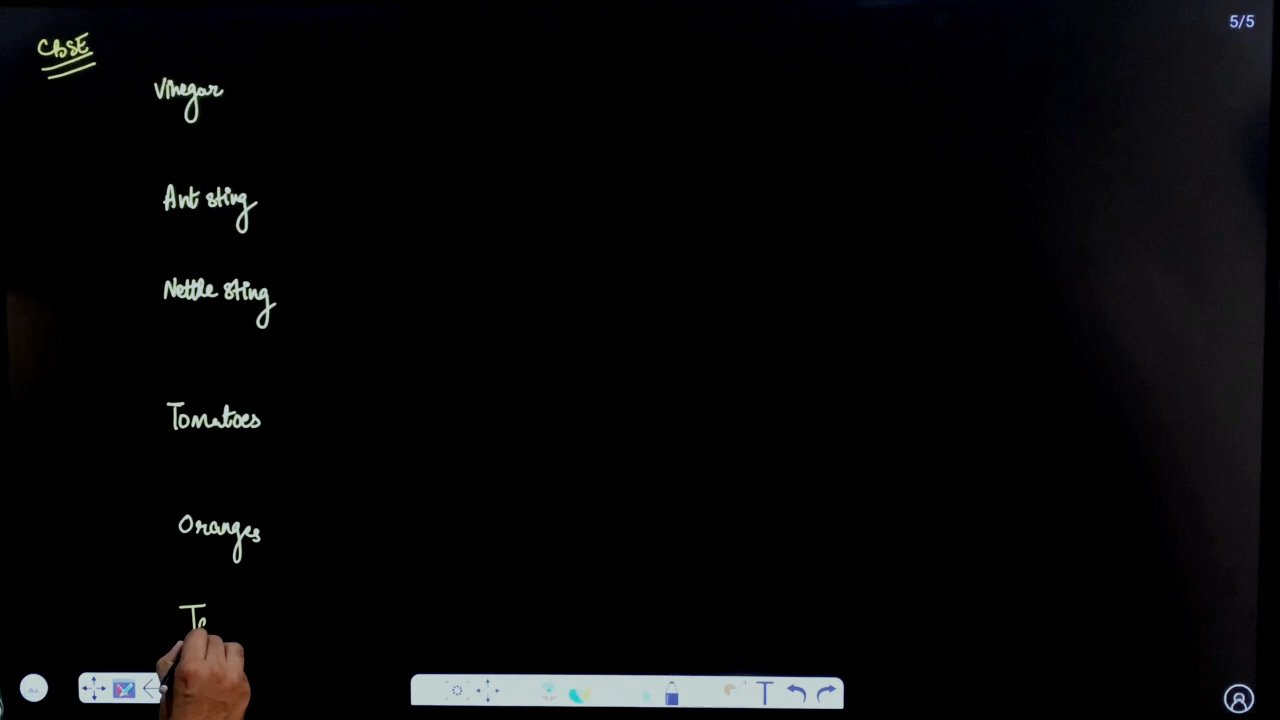 5/5
CBSE
Vinegar
Ant sting
Nettle sting
Tomatoes
Oranges